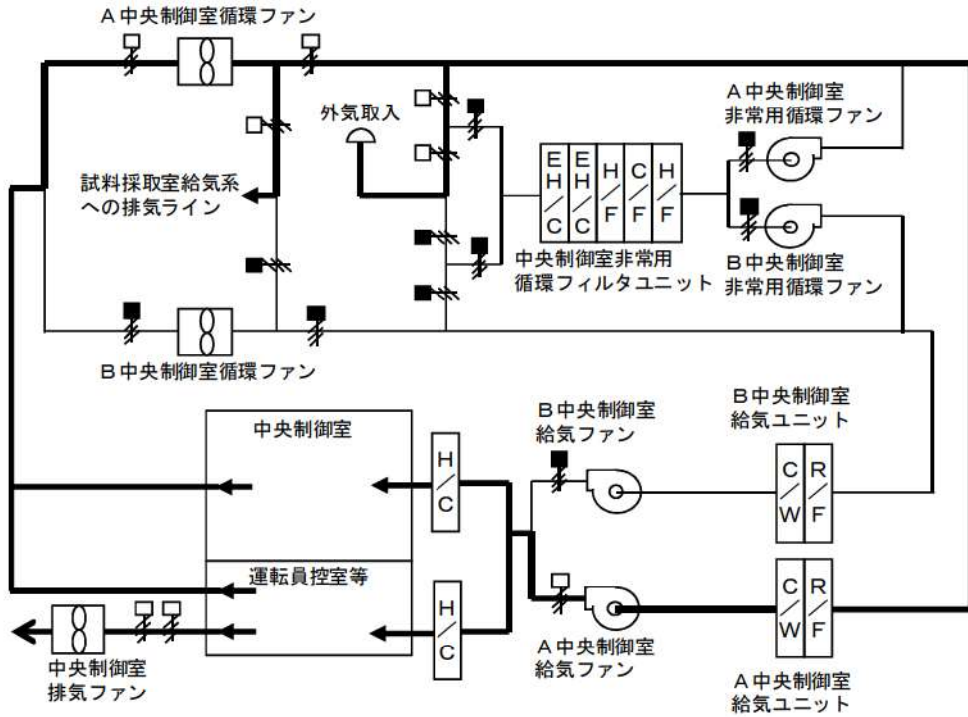 A中央制御室循環ファン
外気取入
A中央制御室
非常用循環ファン
試料採取室給気系
への排気ライン
E
H
/
C
E
H
/
C
H
/
F
C
/
F
H
/
F
中央制御室非常用
循環フィルタユニット
B中央制御室
非常用循環ファン
B中央制御室循環ファン
中央制御室
H
/
C
B中央制御室
給気ファン
B中央制御室
給気ユニット
C
/
W
R
/
F
運転員控室等
H
/
C
C
/
W
R
/
F
中央制御室
排気ファン
A中央制御室
給気ファン
A中央制御室
給気ユニット